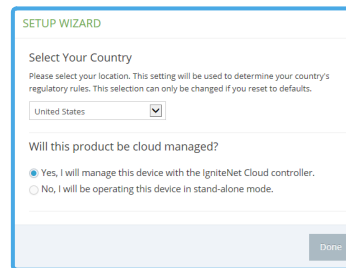 SETUP WIZARD
Select Your Country
Please select your location. This setting will be used to determine your country's
regulatory rules. This selection can only be changed if you reset to defaults.
United States
Will this product be cloud managed?
Yes, I will manage this device with the IgniteNet Cloud controller.
No, I will be operating this device in stand-alone mode.
Done